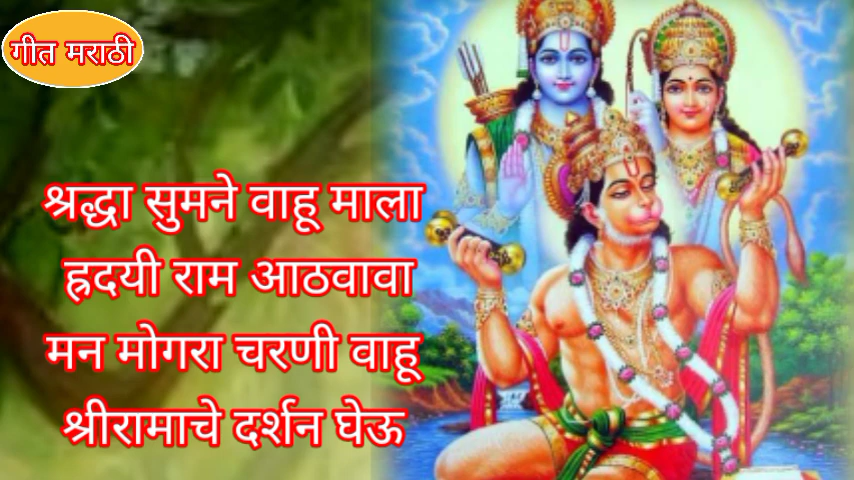 गीत मराठी
श्रद्धा सुमने वाहू माला
ह्रदयी राम आठवावा
मन मोगरा चरणी वाहू
श्रीरामाचे दर्शन घेऊ